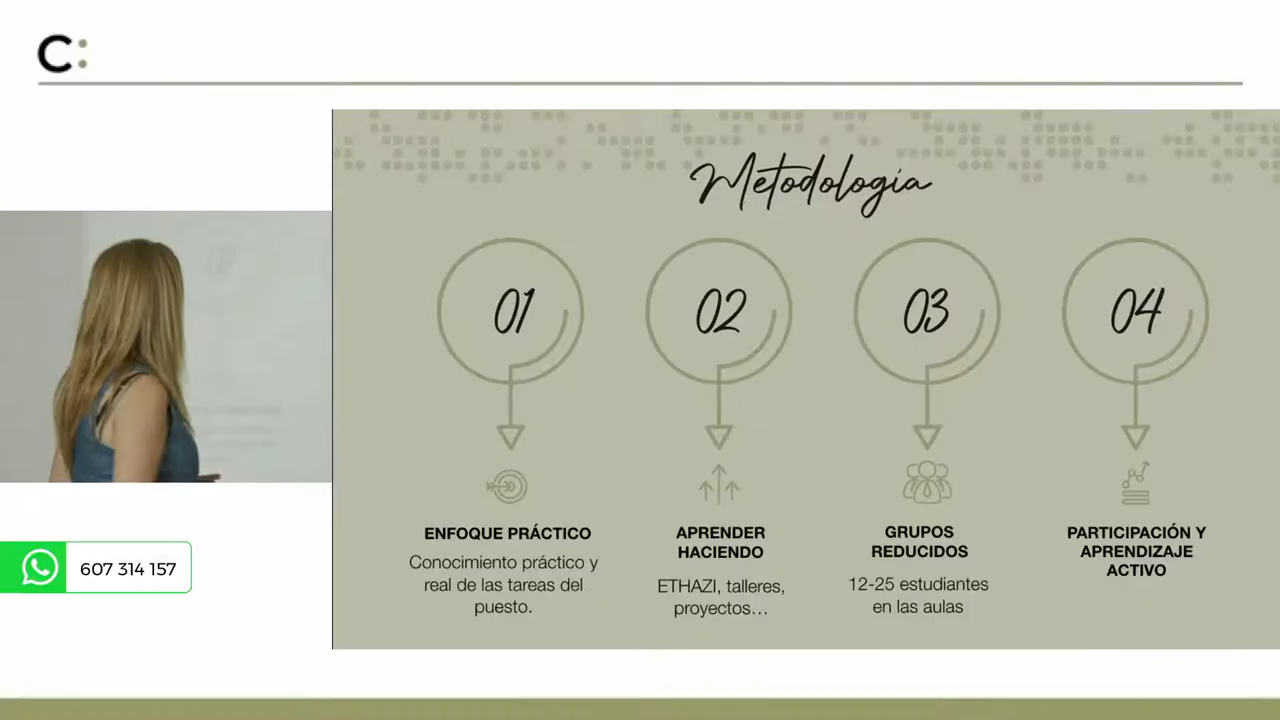 C:
Metodología
01
02
03
04
ENFOQUE PRÁCTICO
Conocimiento práctico y
real de las tareas del
puesto.
APRENDER
HACIENDO
ETHAZI, talleres,
proyectos...
GRUPOS
REDUCIDOS
12-25 estudiantes
en las aulas
PARTICIPACIÓN Y
APRENDIZAJE
ACTIVO
607 314 157